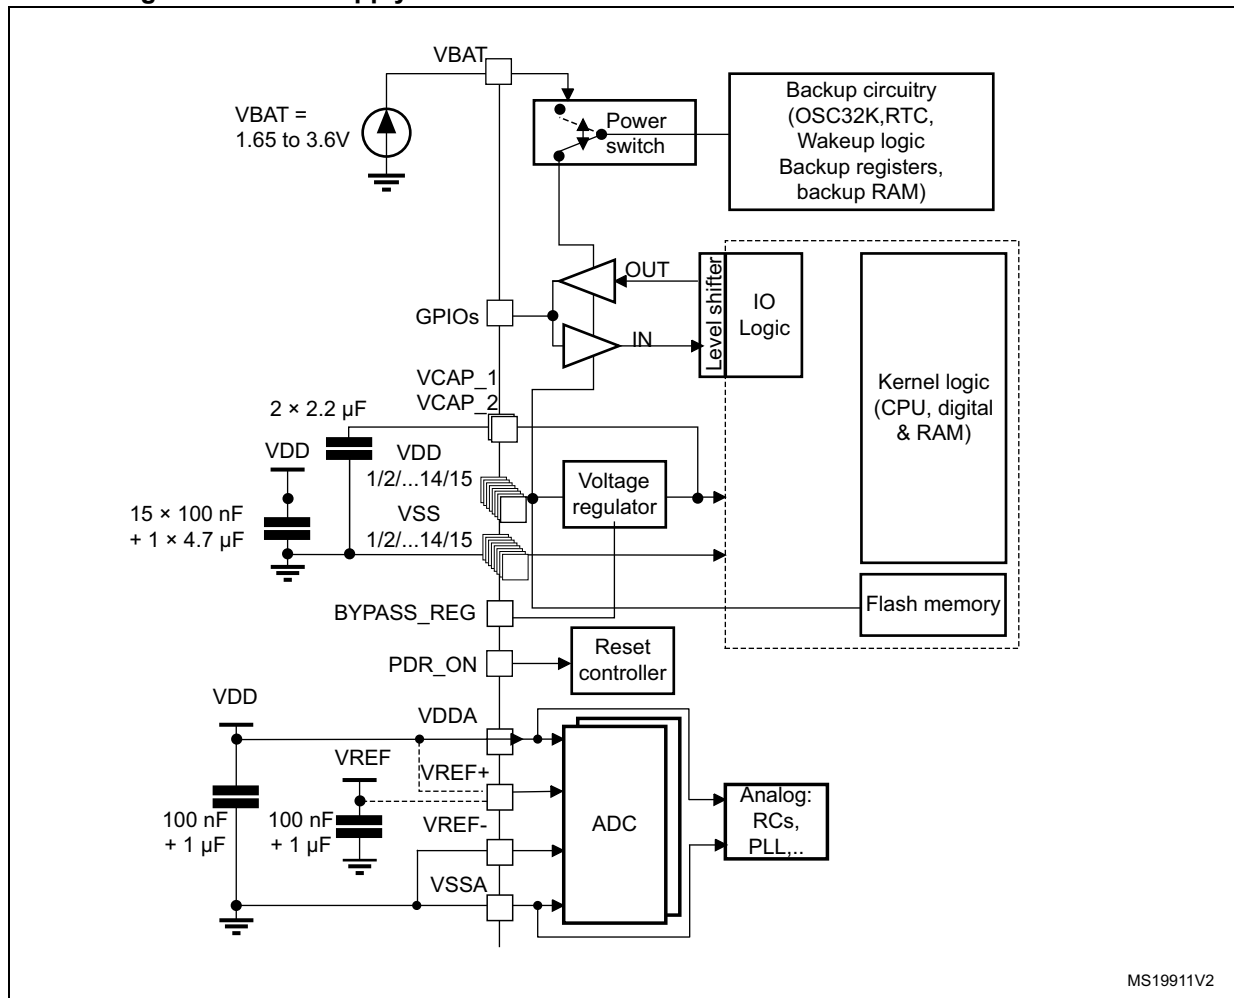 VBAT
VBAT =
1.65 to 3.6V
Power
switch
Backup circuitry
(OSC32K,RTC,
Wakeup logic
Backup registers,
backup RAM)
OUT
GPIOs
IN
Level shifter
IO
Logic
Kernel logic
(CPU, digital
& RAM)
VCAP_1
VCAP_2
2 × 2.2 μF
VDD
VDD
1/2/...14/15
Voltage
regulator
15 × 100 nF
+ 1 × 4.7 μF
VSS
1/2/...14/15
Flash memory
BYPASS_REG
PDR_ON
Reset
controller
VDD
VDDA
VREF
VREF+
100 nF
+ 1 μF
100 nF
+ 1 μF
VREF-
VSSA
ADC
Analog:
RCs,
PLL,..
MS19911V2